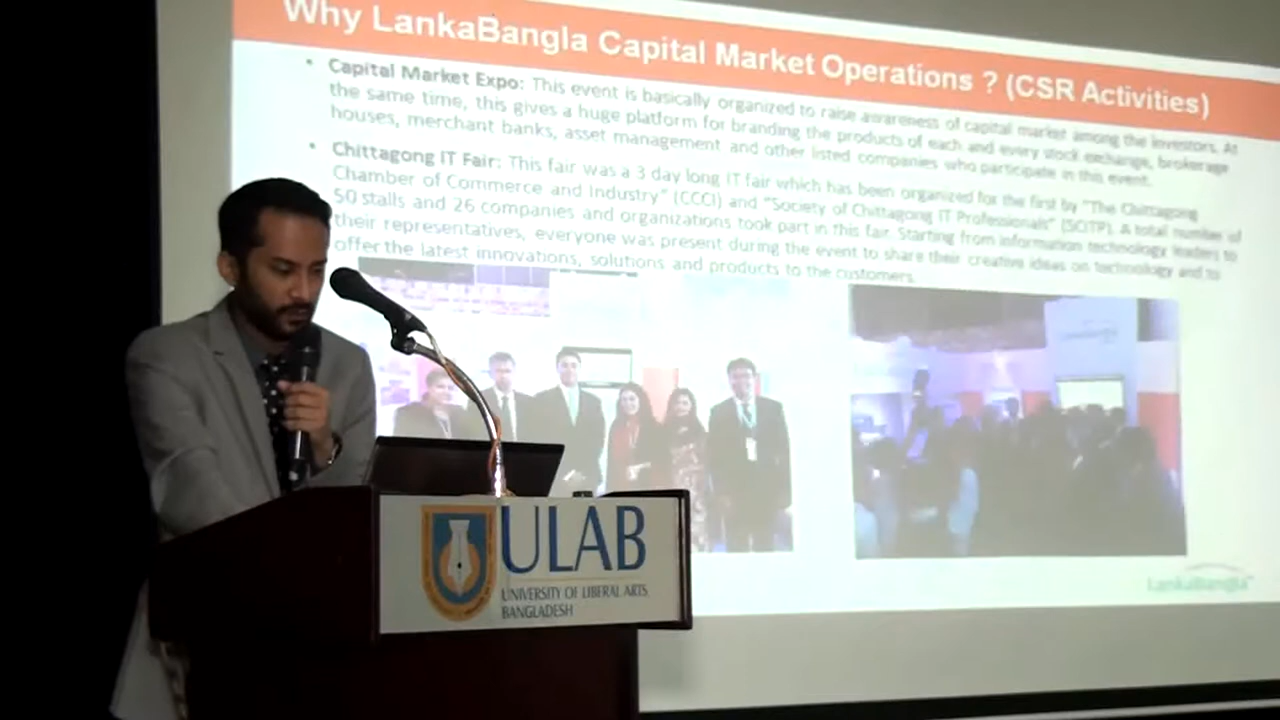 Why LankaBangla Capital Market Operations ? (CSR Activities)
• Capital Market Expo: This event is basically organized to raise awareness of capital market among the investors. At
the same time, this gives a huge platform for branding the products of each and every stock exchange, brokerage
houses, merchant banks, asset management and other listed companies who participate in this event.
• Chittagong IT Fair: This fair was a 3 day long IT fair which has been organized for the first by "The Chittagong
Chamber of Commerce and Industry" (CCCI) and "Society of Chittagong IT Professionals" (SCITP). A total number of
50 stalls and 26 companies and organizations took part in this fair. Starting from information technology leaders to
their representatives, everyone was present during the event to share their creative ideas on technology and to
offer the latest innovations, solutions and products to the customers.
LankaBangla
ULAB
UNIVERSITY OF LIBERAL ARTS
BANGLADESH